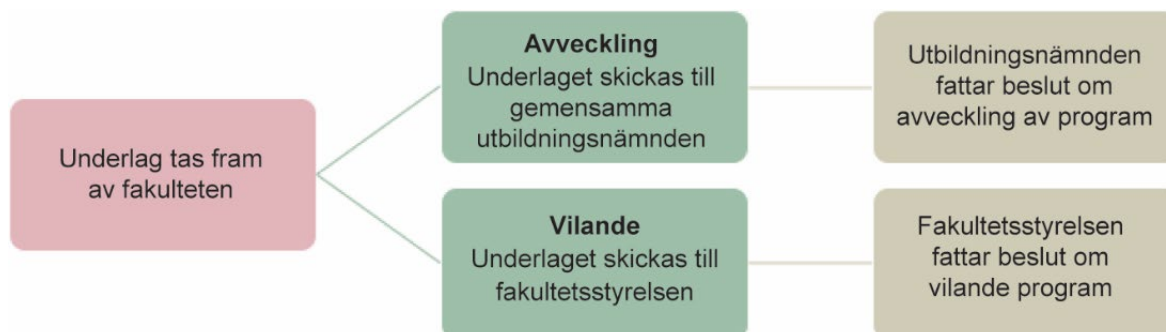 Underlag tas fram
av fakulteten
Avveckling
Underlaget skickas till
gemensamma
utbildningsnämnden
Utbildningsnämnden
fattar beslut om
avveckling av program
Vilande
Underlaget skickas till
fakultetsstyrelsen
Fakultetsstyrelsen
fattar beslut om
vilande program